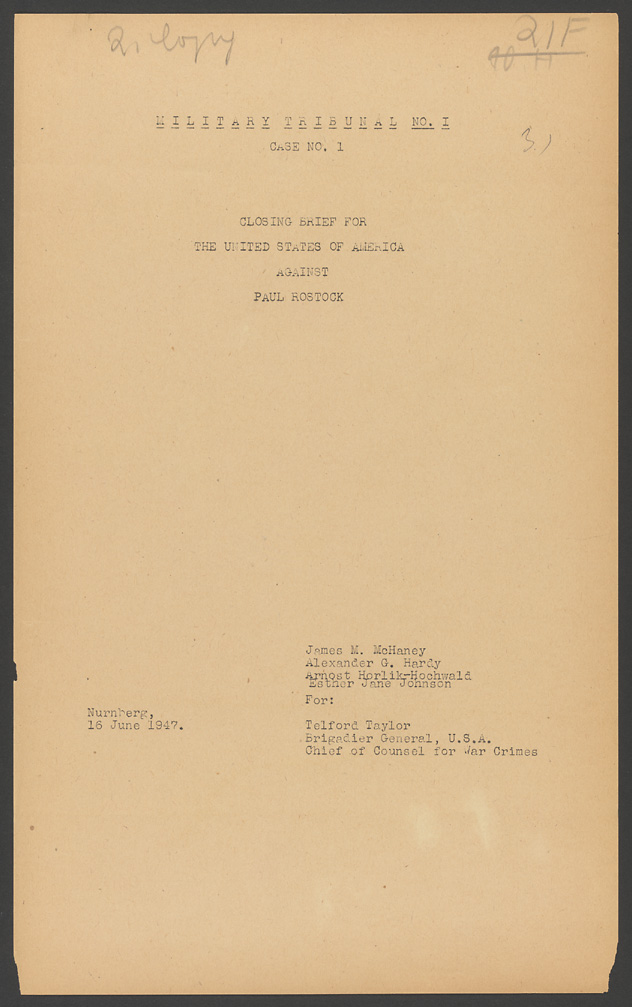 2. Copy
21F
3.)
MILITARY TRIBUNAL NO. I
CASE NO. 1
CLOSING BRIEF FOR
THE UNITED STATES OF AMERICA
AGAINST
PAUL ROSTOCK
James M. McHaney
Alexander G. Hardy
Arnost Horlik-Hochwald
Esther Jane Johnson
For:
Nurnberg,
16 June 1947.
Telford Taylor
Brigadier General, U.S.A.
Chief of Counsel for War Crimes